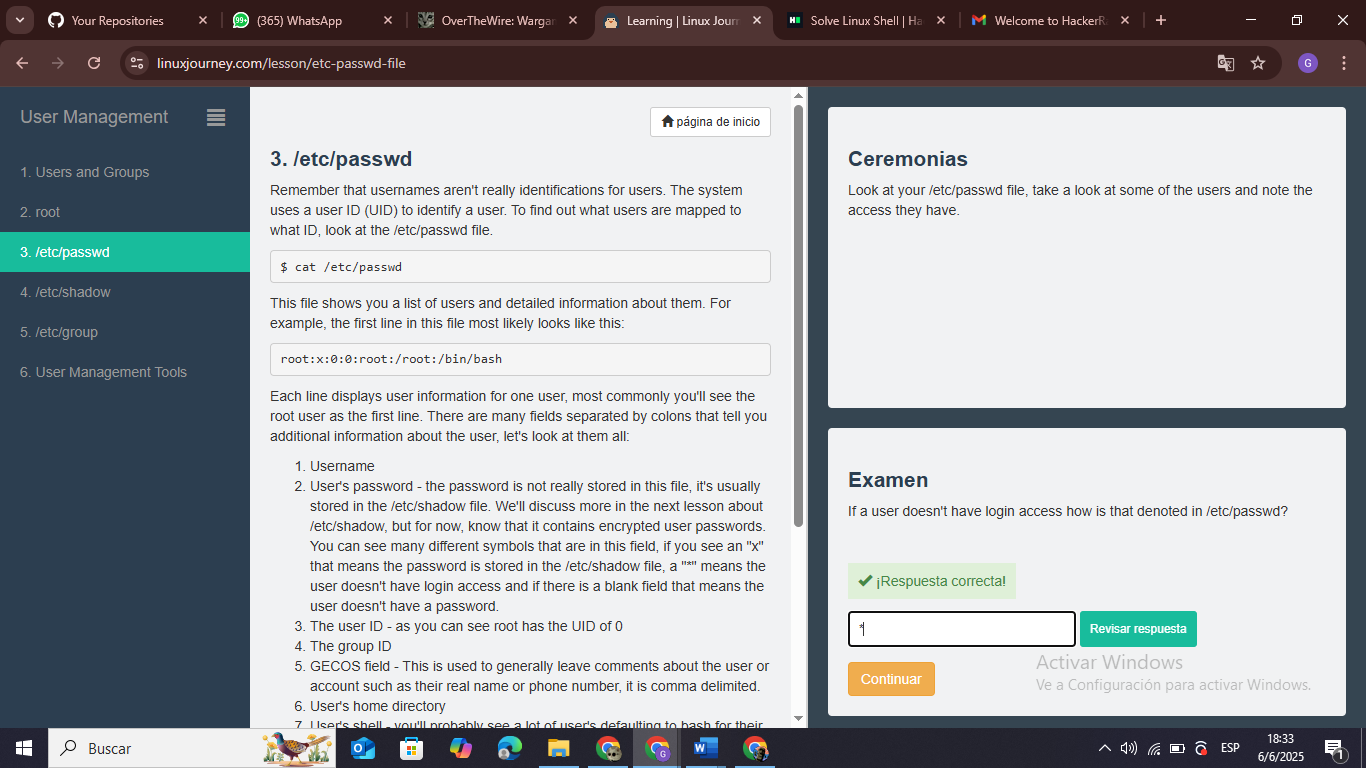 Your Repositories
99+
(365) WhatsApp
OverTheWire: Wargar
Learning | Linux Journ
Solve Linux Shell | Ha
Welcome to HackerRa
linuxjourney.com/lesson/etc-passwd-file
G
User Management
1. Users and Groups
2. root
3. /etc/passwd
4. /etc/shadow
5. /etc/group
6. User Management Tools
página de inicio
3. /etc/passwd
Remember that usernames aren't really identifications for users. The system
uses a user ID (UID) to identify a user. To find out what users are mapped to
what ID, look at the /etc/passwd file.
$ cat /etc/passwd
This file shows you a list of users and detailed information about them. For
example, the first line in this file most likely looks like this:
root:x:0:0:root:/root:/bin/bash
Each line displays user information for one user, most commonly you'll see the
root user as the first line. There are many fields separated by colons that tell you
additional information about the user, let's look at them all:
1. Username
2. User's password - the password is not really stored in this file, it's usually
stored in the /etc/shadow file. We'll discuss more in the next lesson about
/etc/shadow, but for now, know that it contains encrypted user passwords.
You can see many different symbols that are in this field, if you see an "x"
that means the password is stored in the /etc/shadow file, a "*" means the
user doesn't have login access and if there is a blank field that means the
user doesn't have a password.
3. The user ID - as you can see root has the UID of 0
4. The group ID
5. GECOS field - This is used to generally leave comments about the user or
account such as their real name or phone number, it is comma delimited.
6. User's home directory
7. User's shell - you'll probably see a lot of user's defaulting to bash for their
Ceremonias
Look at your /etc/passwd file, take a look at some of the users and note the
access they have.
Examen
If a user doesn't have login access how is that denoted in /etc/passwd?
¡Respuesta correcta!
*
Revisar respuesta
Continuar
Activar Windows
Ve a Configuración para activar Windows.
Buscar
ESP
18:33
6/6/2025
1